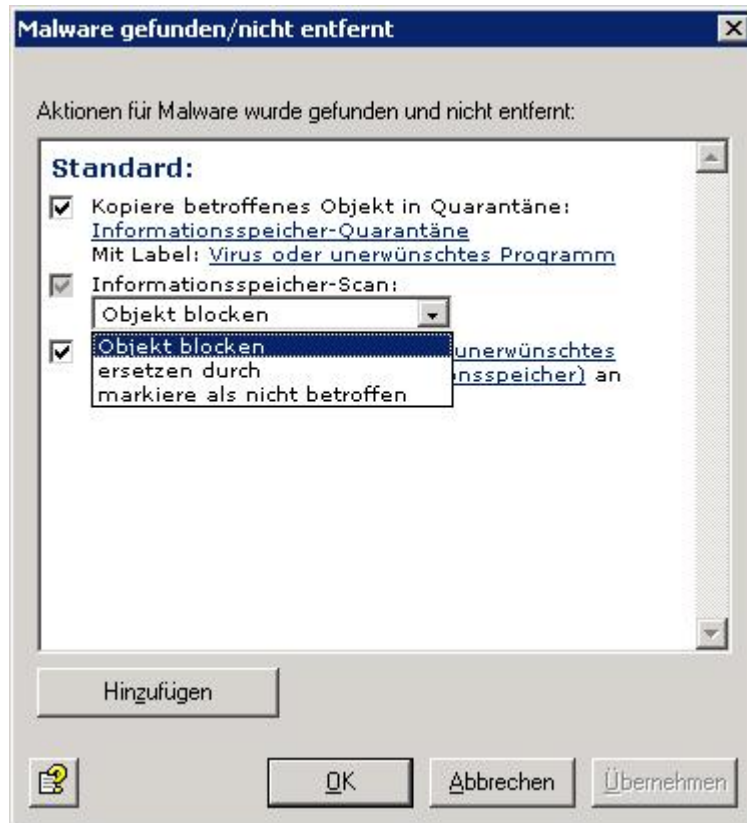 Malware gefunden/nicht entfernt
Aktionen für Malware wurde gefunden und nicht entfernt:
Standard:
Kopiere betroffenes Objekt in Quarantäne:
Informationsspeicher-Quarantäne
Mit Label: Virus oder unerwünschtes Programm
Informationsspeicher-Scan:
Objekt blocken
Objekt blocken
unerwünschtes
ersetzen durch
onsspeicher) an
markiere als nicht betroffen
Hinzufügen
OK
Abbrechen
Übernehmen